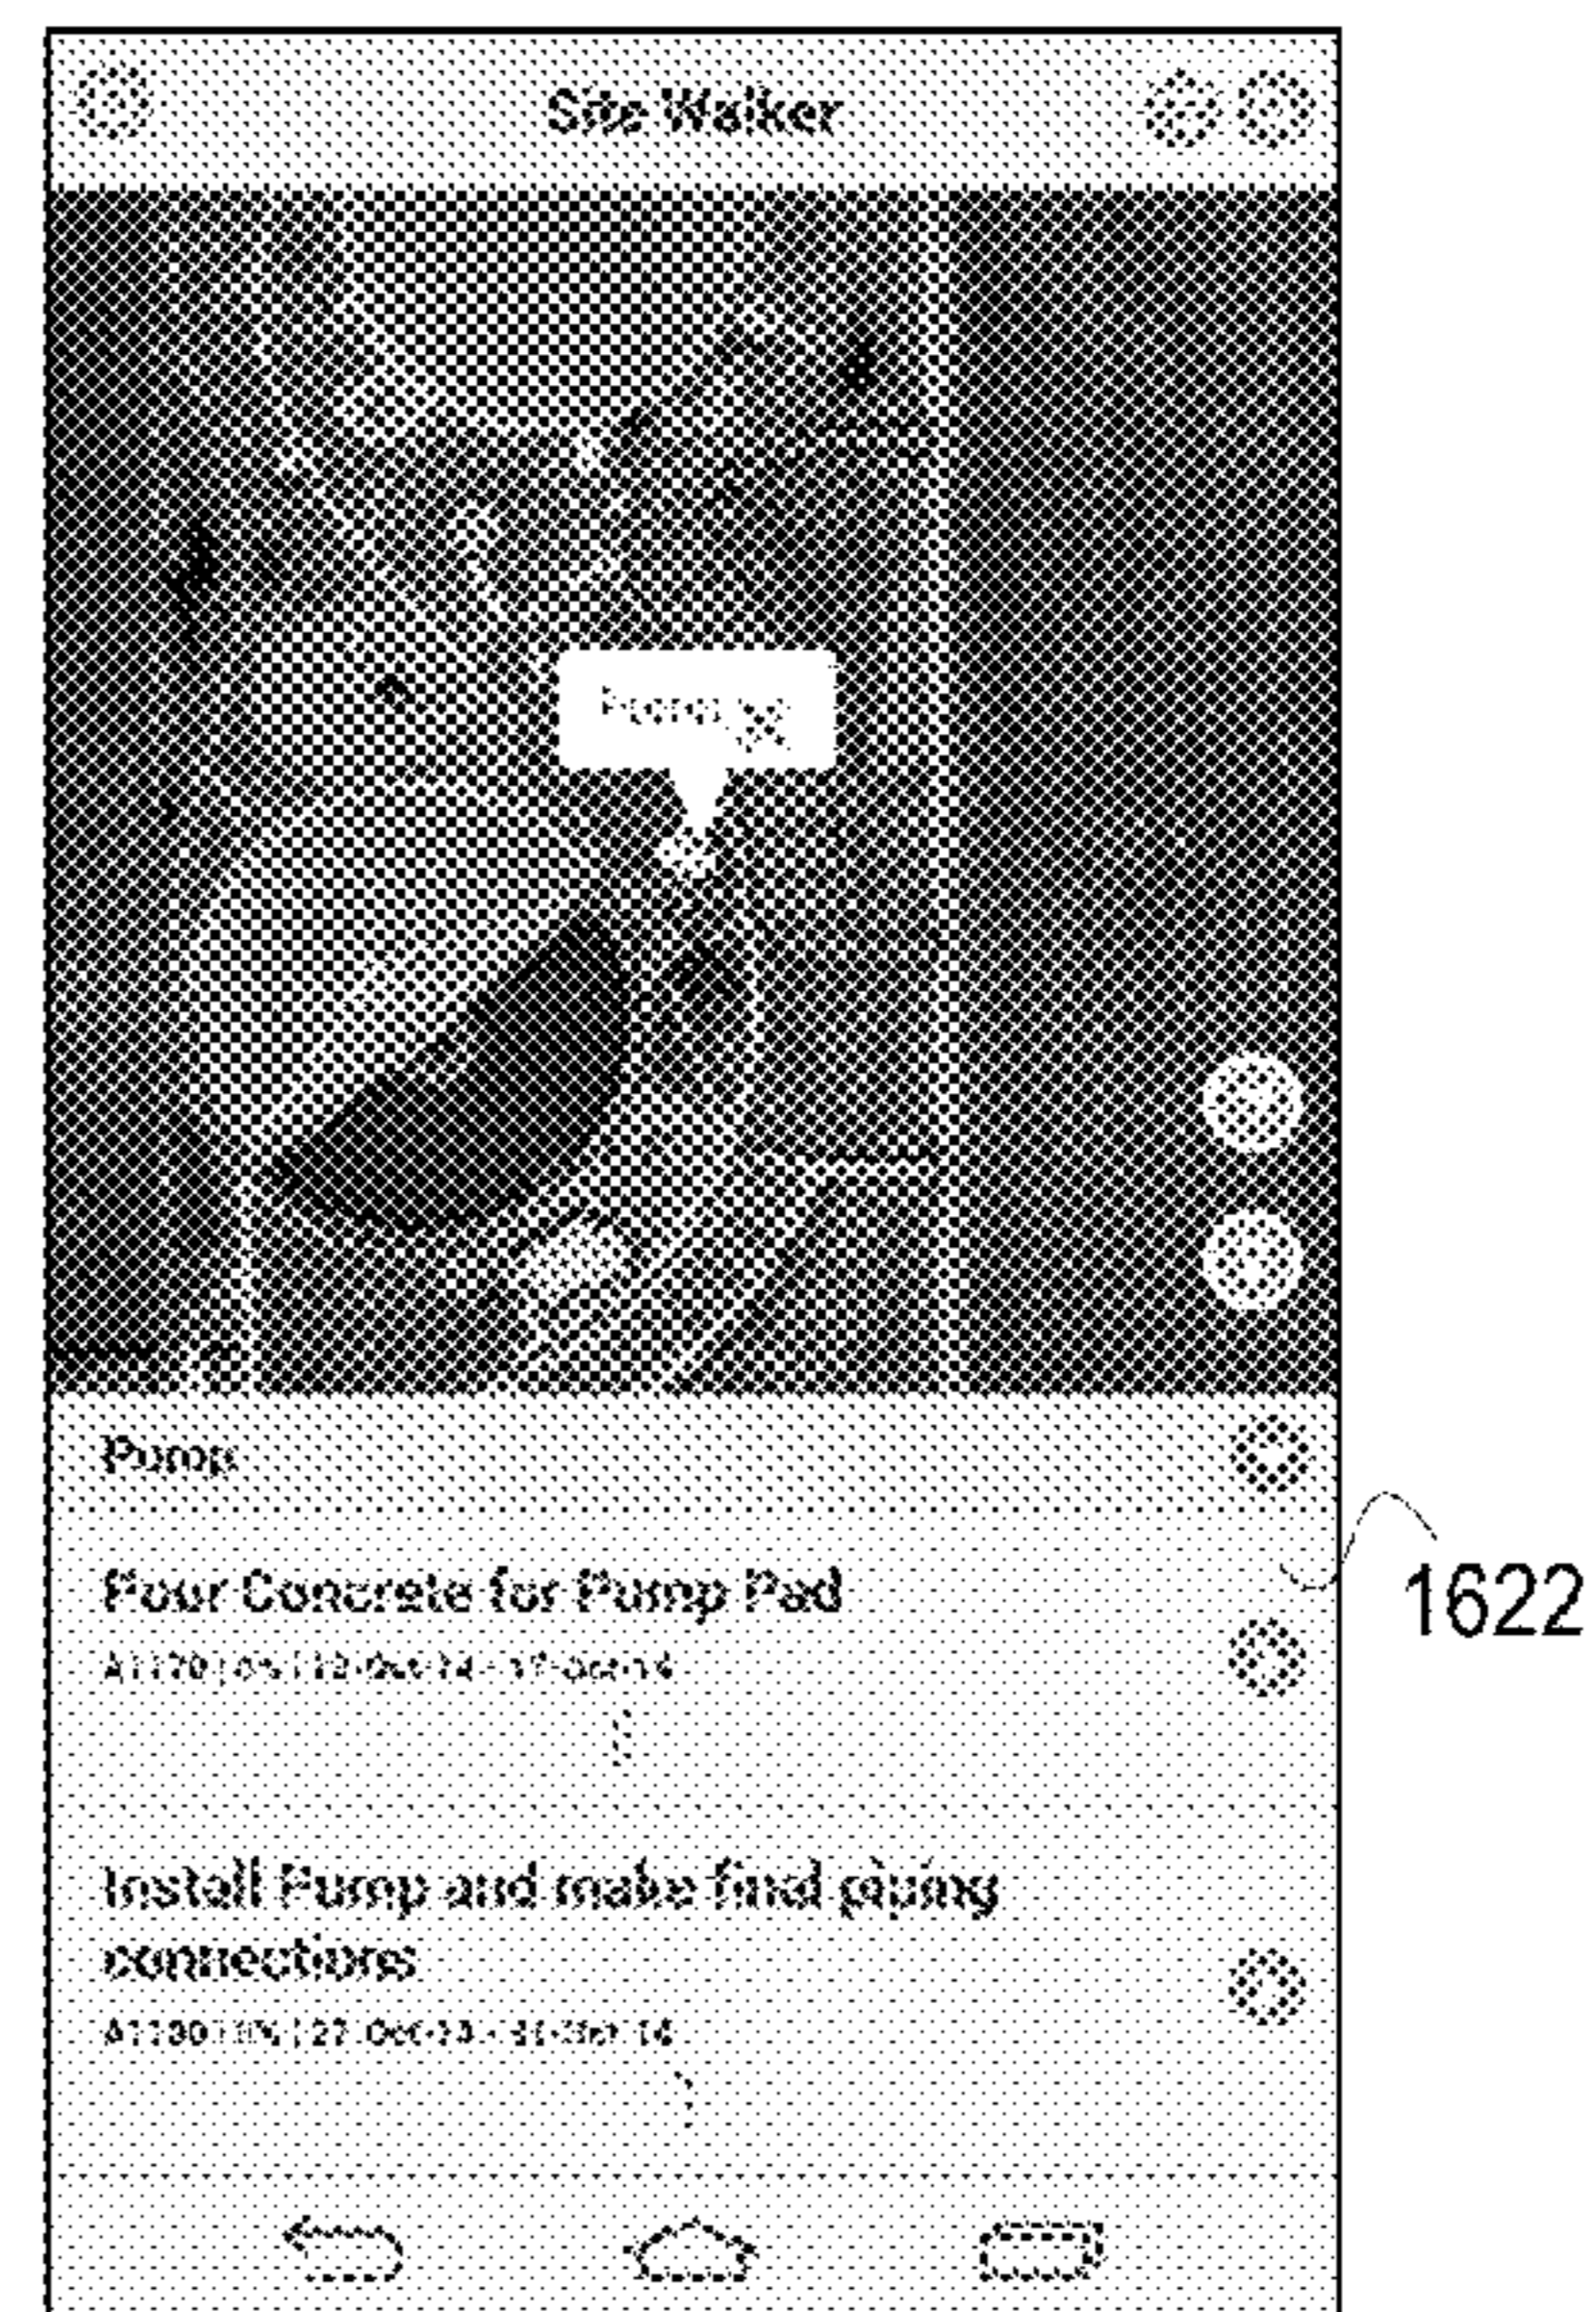 Site Walker
Pump
Pour Concrete for Pump Pad
1622
Install Pump and make final piping
connections